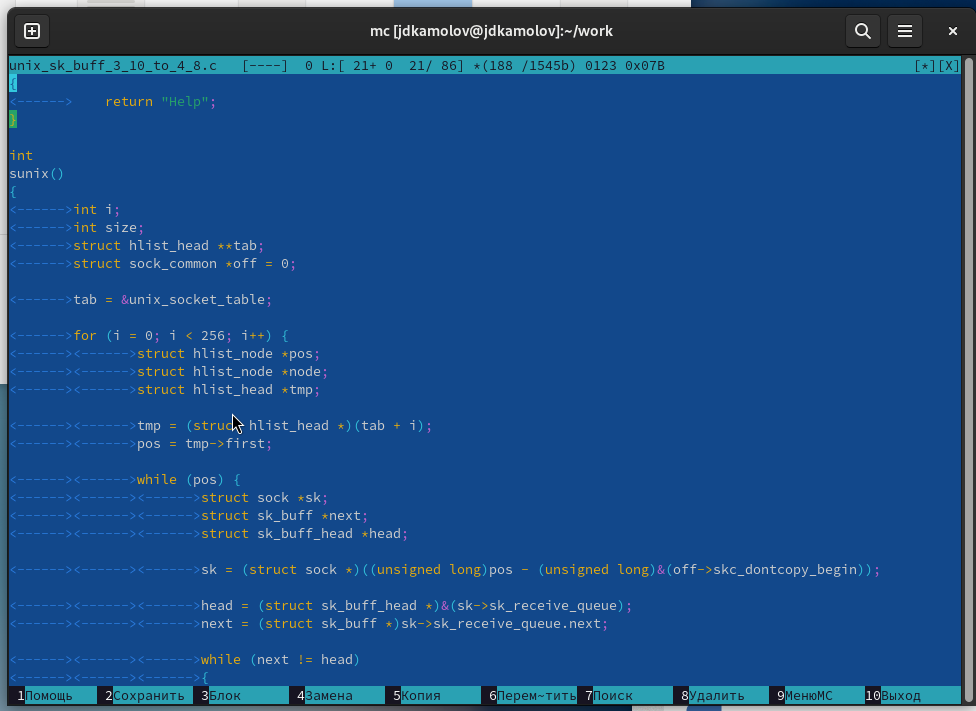 mc [jdkamolov@jdkamolov]:~/work
unix_sk_buff_3_10_to_4_8.c   [----]  0 L:[ 21+ 0  21/ 86] *(188 /1545b) 0123 0x07B                               [*][X]
{
<------>    return "Help";
}
int
sunix()
{
<------>int i;
<------>int size;
<------>struct hlist_head **tab;
<------>struct sock_common *off = 0;
<------>tab = &unix_socket_table;
<------>for (i = 0; i < 256; i++) {
<------><------>struct hlist_node *pos;
<------><------>struct hlist_node *node;
<------><------>struct hlist_head *tmp;
<------><------>tmp = (struct hlist_head *)(tab + i);
<------><------>pos = tmp->first;
<------><------>while (pos) {
<------><------><------>struct sock *sk;
<------><------><------>struct sk_buff *next;
<------><------><------>struct sk_buff_head *head;
<------><------><------>sk = (struct sock *)((unsigned long)pos - (unsigned long)&(off->skc_dontcopy_begin));
<------><------><------>head = (struct sk_buff_head *)&(sk->sk_receive_queue);
<------><------><------>next = (struct sk_buff *)sk->sk_receive_queue.next;
<------><------><------>while (next != head)
<------><------><------>{
1Помощь 2Сохранить 3Блок 4Замена 5Копия 6Перем~тить 7Поиск 8Удалить 9МенюMC 10Выход